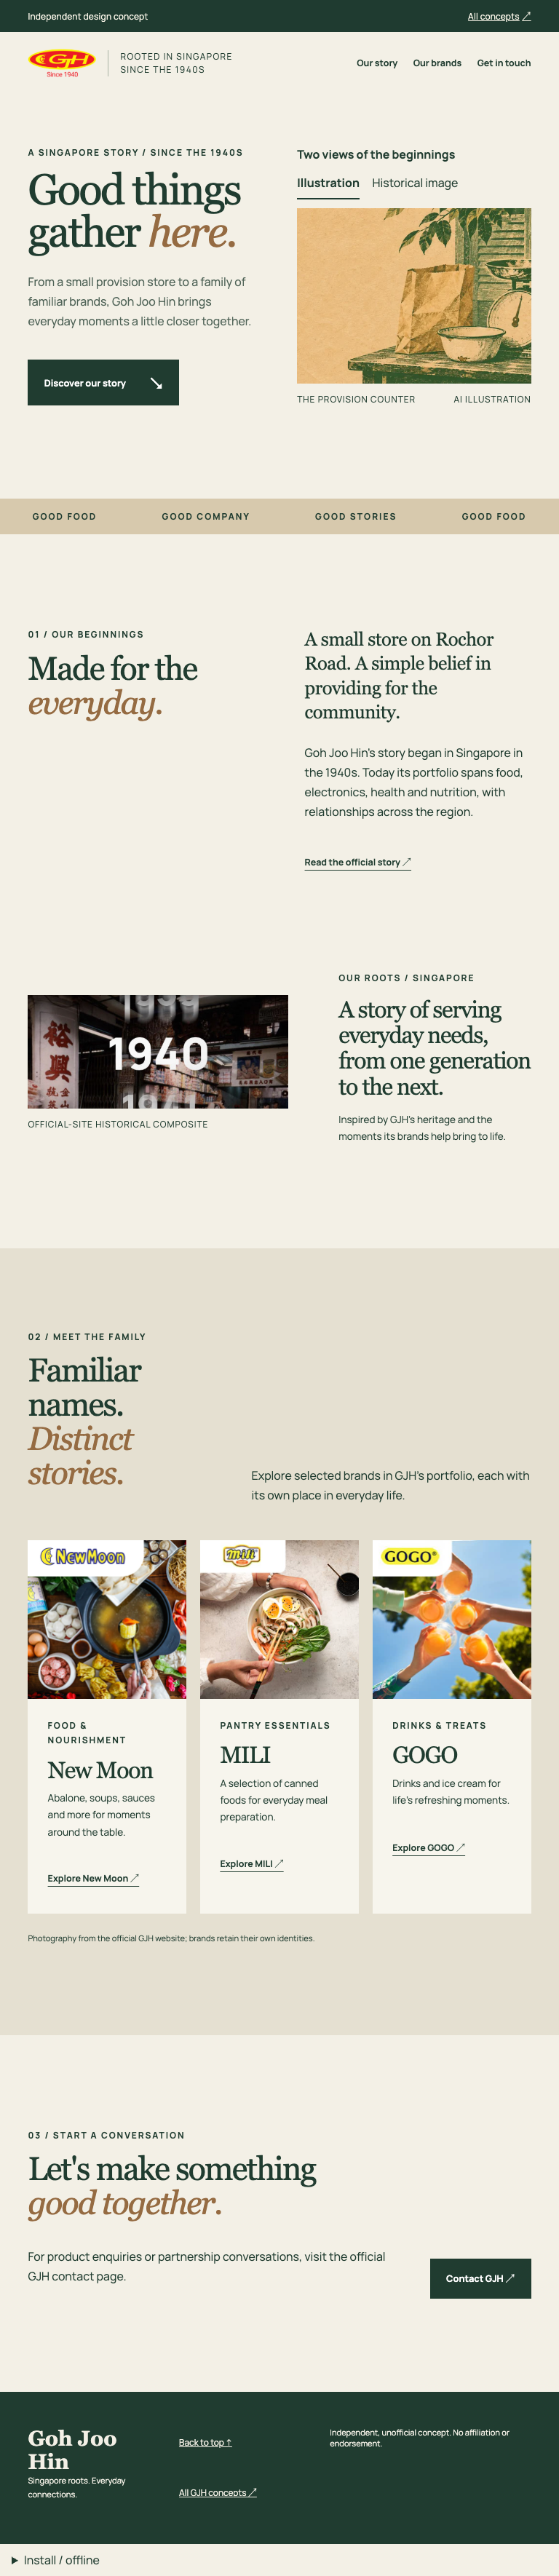 Independent design concept
All concepts ↗
GJH
Since 1940
ROOTED IN SINGAPORE
SINCE THE 1940S
Our story
Our brands
Get in touch
A SINGAPORE STORY / SINCE THE 1940S
Good things
gather here.
From a small provision store to a family of
familiar brands, Goh Joo Hin brings
everyday moments a little closer together.
Discover our story ↘
Two views of the beginnings
Illustration
Historical image
THE PROVISION COUNTER
AI ILLUSTRATION
GOOD FOOD
GOOD COMPANY
GOOD STORIES
GOOD FOOD
01 / OUR BEGINNINGS
Made for the
everyday.
A small store on Rochor
Road. A simple belief in
providing for the
community.
Goh Joo Hin's story began in Singapore in
the 1940s. Today its portfolio spans food,
electronics, health and nutrition, with
relationships across the region.
Read the official story ↗
1939
1940
1941
裕興
OFFICIAL-SITE HISTORICAL COMPOSITE
OUR ROOTS / SINGAPORE
A story of serving
everyday needs,
from one generation
to the next.
Inspired by GJH's heritage and the
moments its brands help bring to life.
02 / MEET THE FAMILY
Familiar
names.
Distinct
stories.
Explore selected brands in GJH's portfolio, each with
its own place in everyday life.
New Moon
FOOD &
NOURISHMENT
New Moon
Abalone, soups, sauces
and more for moments
around the table.
Explore New Moon ↗
MILI
PANTRY ESSENTIALS
MILI
A selection of canned
foods for everyday meal
preparation.
Explore MILI ↗
GOGO
DRINKS & TREATS
GOGO
Drinks and ice cream for
life's refreshing moments.
Explore GOGO ↗
Photography from the official GJH website; brands retain their own identities.
03 / START A CONVERSATION
Let's make something
good together.
For product enquiries or partnership conversations, visit the official
GJH contact page.
Contact GJH ↗
Goh Joo
Hin
Singapore roots. Everyday
connections.
Back to top ↑
All GJH concepts ↗
Independent, unofficial concept. No affiliation or
endorsement.
▶ Install / offline